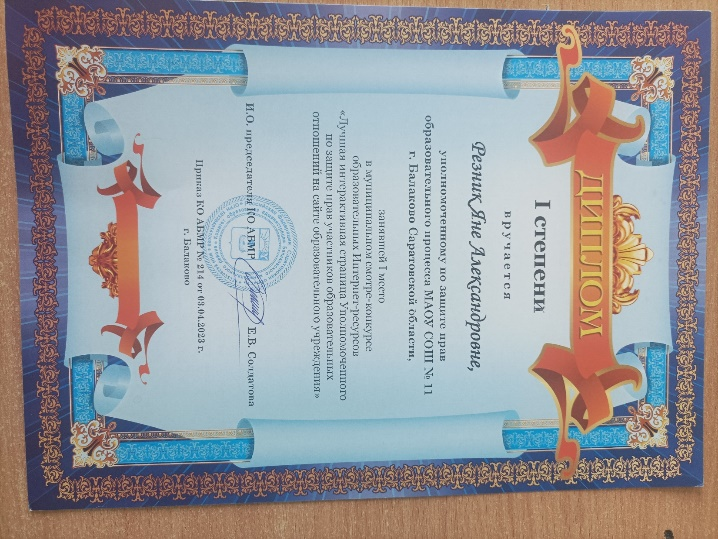 ДИПЛОМ
I степени
вручается
Резник Яне Александровне,
уполномоченному по защите прав
образовательного процесса МАОУ СОШ № 11
г. Балаково Саратовской области,
занявшей I место
в муниципальном смотре-конкурсе
образовательных Интернет-ресурсов
«Лучшая интерактивная страница Уполномоченного
по защите прав участников образовательных
отношений на сайте образовательного учреждения»
И.О. председателя КО АБМР Е.В. Солдатова
Приказ КО АБМР № 214 от 03.04.2023 г.
г. Балаково